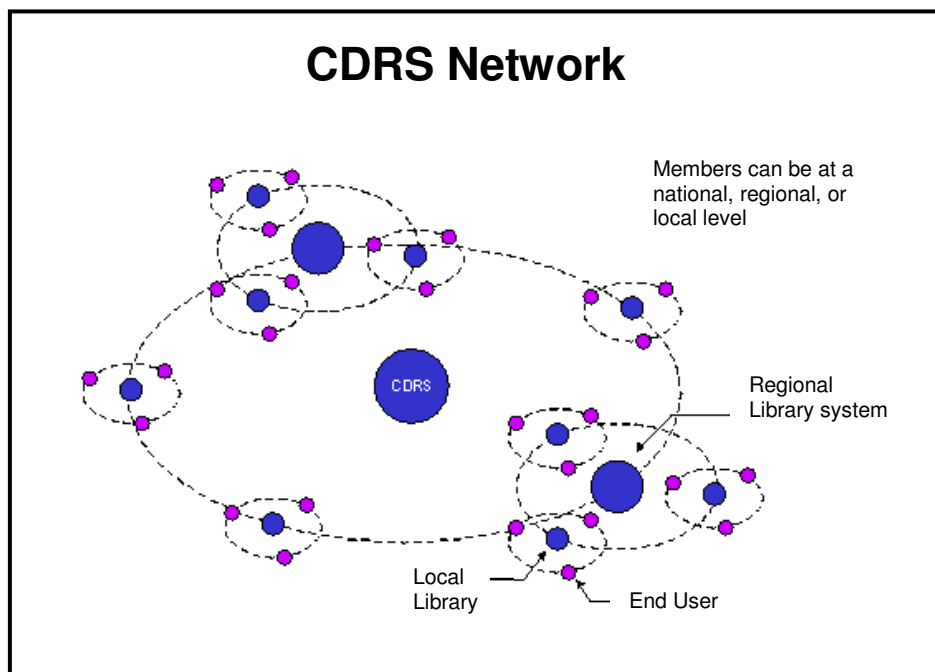 CDRS Network
Members can be at a
national, regional, or
local level
CDRS
Regional
Library system
Local
Library
End User